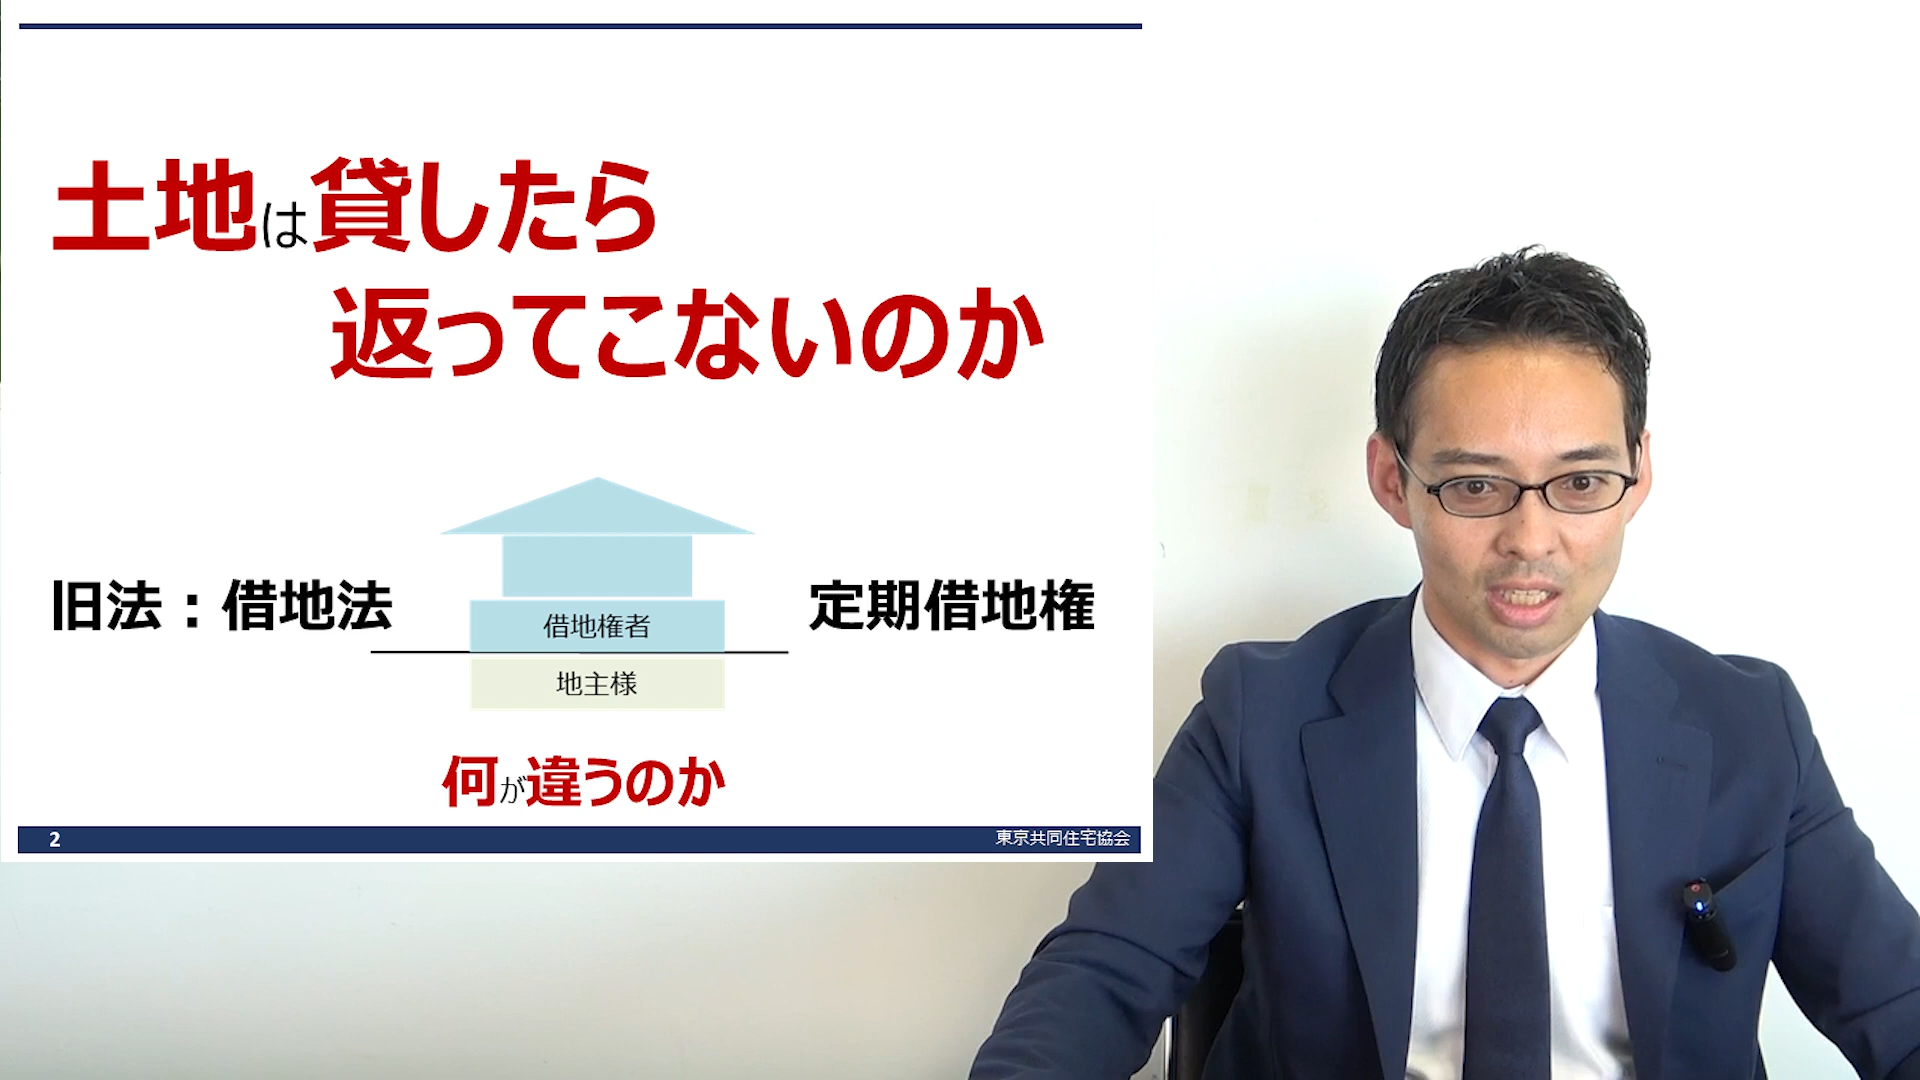 土地は貸したら
返ってこないのか
旧法：借地法
借地権者
地主様
定期借地権
何が違うのか
2
東京共同住宅協会